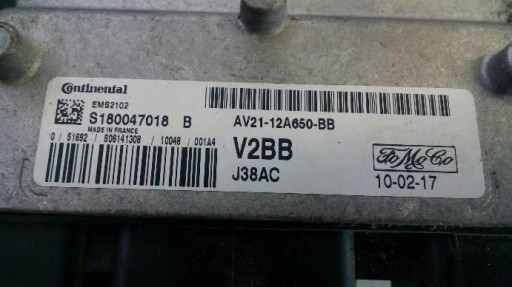 Continental
EMS2102
S180047018 B
MADE IN FRANCE
0 / 51692 / 906141308 / 10048 / 001A4
AV21-12A650-BB
V2BB
J38AC
FoMoCo
10-02-17